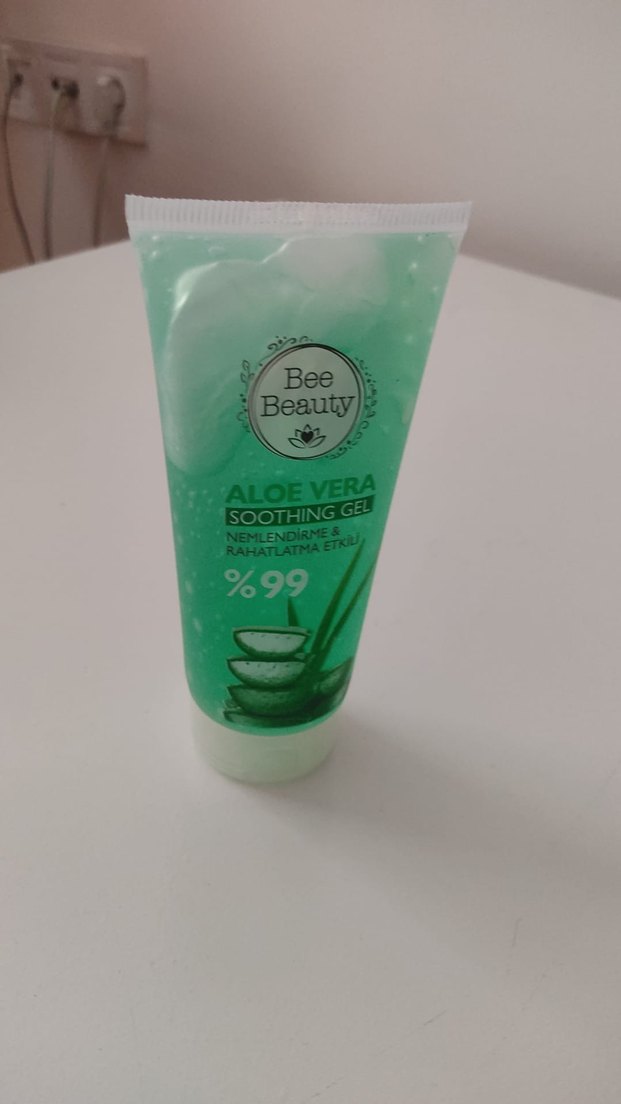 Bee
Beauty
ALOE VERA
SOOTHING GEL
NEMLENDİRME &
RAHATLATMA ETKİLİ
%99